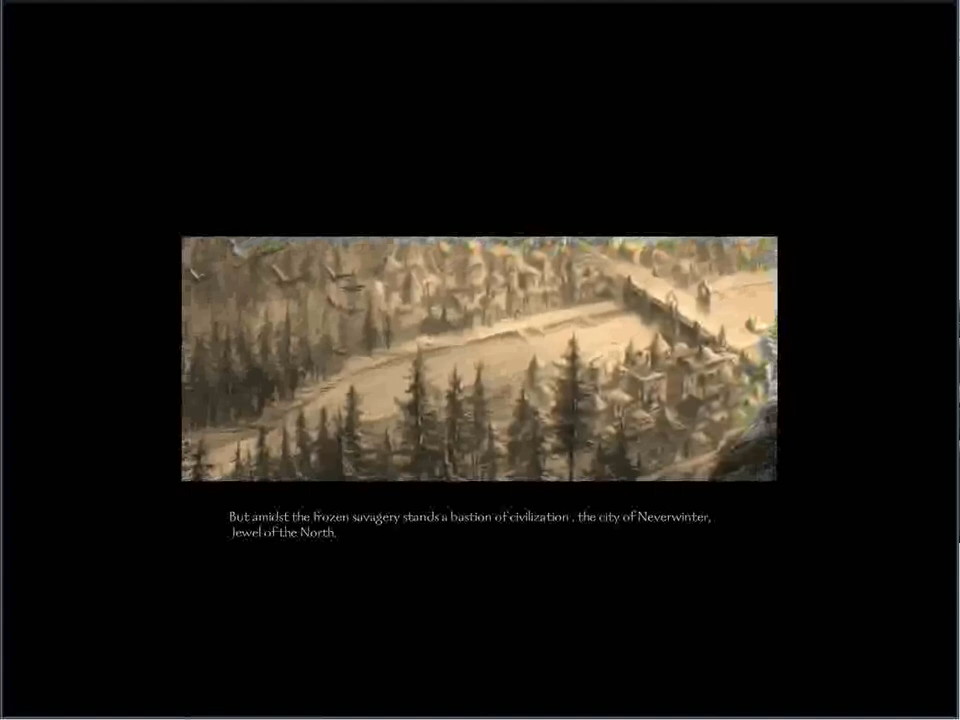 But amidst the frozen savagery stands a bastion of civilization , the city of Neverwinter,
Jewel of the North.